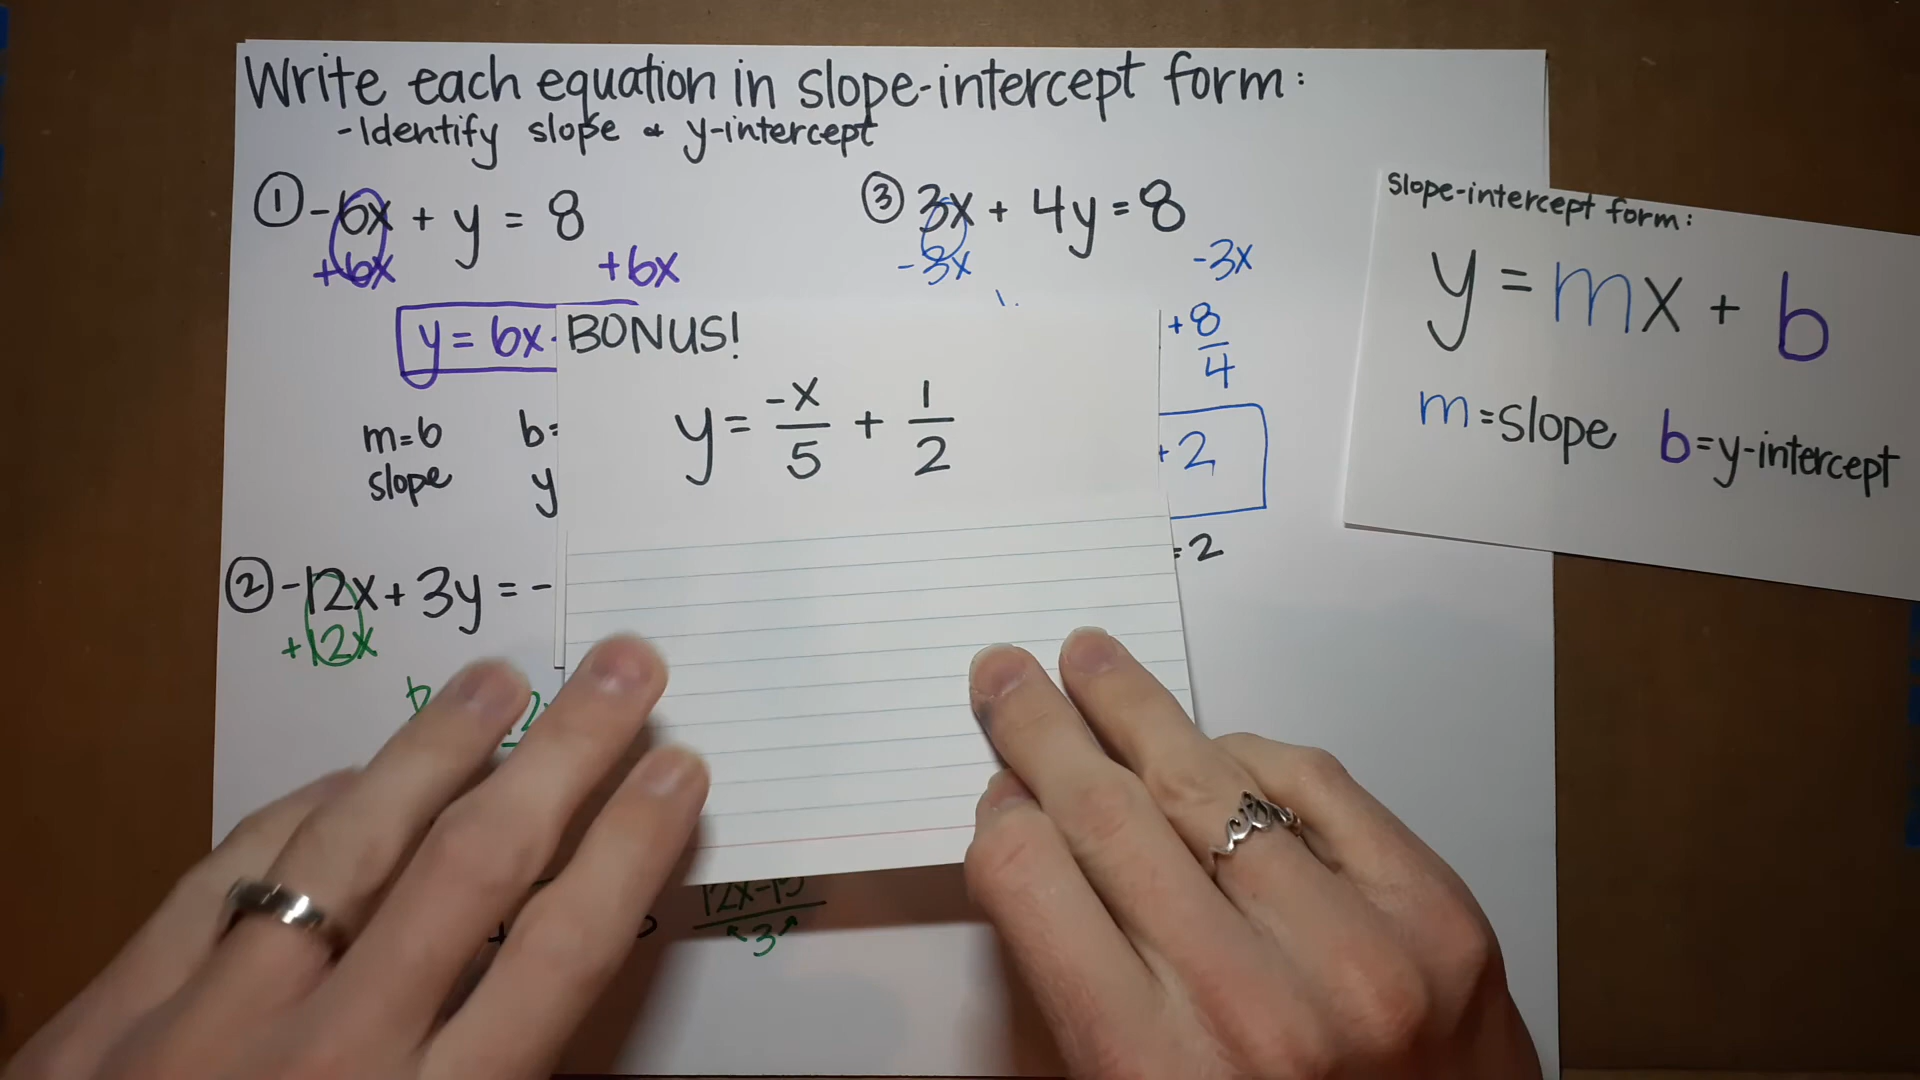 Write each equation in slope-intercept form:
-Identify slope & y-intercept
① -6x + y = 8
+6x +6x
y = 6x
m=6 b=
slope y
② -12x + 3y = -
+12x
12x-15
3
③ 3x + 4y = 8
-3x -3x
+ 8/4
+2
=2
BONUS!
y = -x/5 + 1/2
Slope-intercept form:
y = mx + b
m=slope b=y-intercept